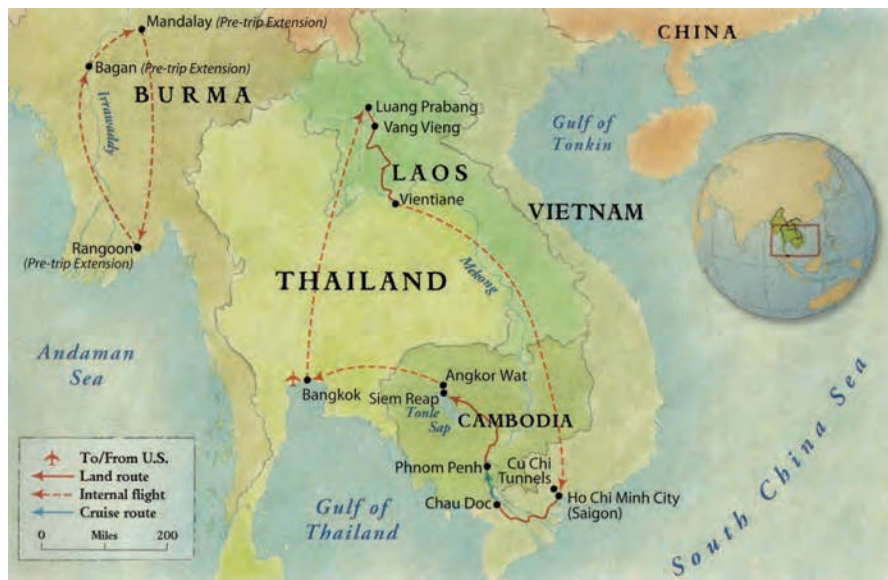 Mandalay (Pre-trip Extension)
CHINA
Bagan (Pre-trip Extension)
BURMA
Irrawaddy
Luang Prabang
Vang Vieng
Gulf of
Tonkin
LAOS
Vientiane
VIETNAM
Rangoon
(Pre-trip Extension)
Mekong
THAILAND
Andaman
Sea
Bangkok
Angkor Wat
Siem Reap
Tonle
Sap
CAMBODIA
Phnom Penh
Cu Chi
Tunnels
Chau Doc
Ho Chi Minh City
(Saigon)
Gulf of
Thailand
South China Sea
To/From U.S.
Land route
Internal flight
Cruise route
0 Miles 200